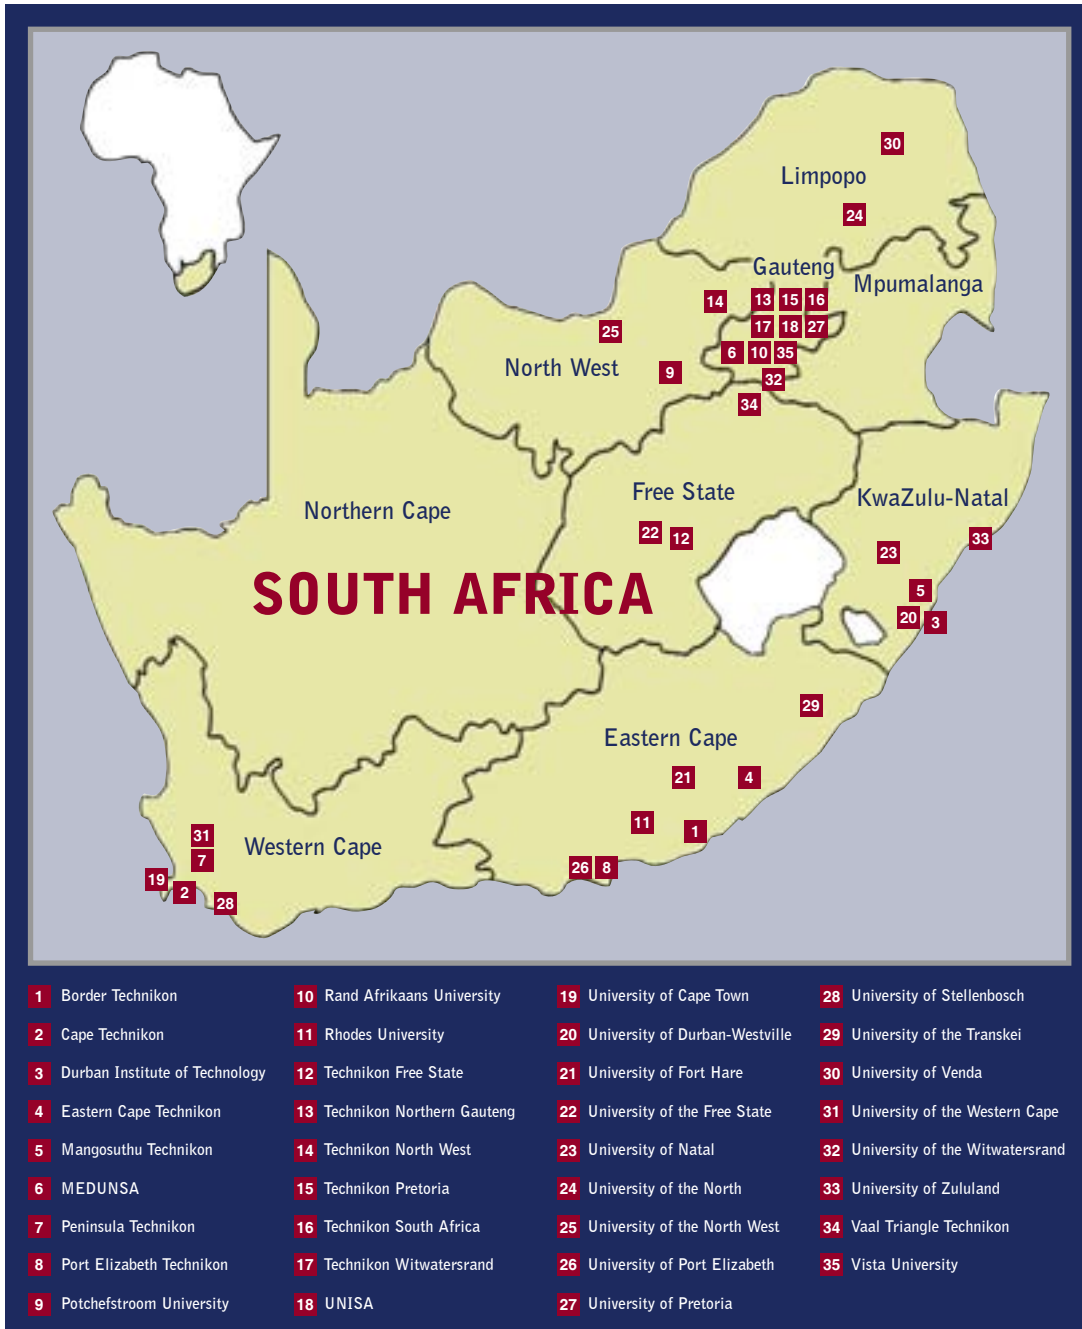 30
Limpopo
24
Gauteng
Mpumalanga
14 13 15 16
25 17 18 27
North West 9 6 10 35
32
34
Free State
KwaZulu-Natal
Northern Cape
22 12 33
23
SOUTH AFRICA
5
20 3
29
Eastern Cape
21 4
11 1
31 Western Cape
7
26 8
19 2
28
1 Border Technikon
2 Cape Technikon
3 Durban Institute of Technology
4 Eastern Cape Technikon
5 Mangosuthu Technikon
6 MEDUNSA
7 Peninsula Technikon
8 Port Elizabeth Technikon
9 Potchefstroom University
10 Rand Afrikaans University
11 Rhodes University
12 Technikon Free State
13 Technikon Northern Gauteng
14 Technikon North West
15 Technikon Pretoria
16 Technikon South Africa
17 Technikon Witwatersrand
18 UNISA
19 University of Cape Town
20 University of Durban-Westville
21 University of Fort Hare
22 University of the Free State
23 University of Natal
24 University of the North
25 University of the North West
26 University of Port Elizabeth
27 University of Pretoria
28 University of Stellenbosch
29 University of the Transkei
30 University of Venda
31 University of the Western Cape
32 University of the Witwatersrand
33 University of Zululand
34 Vaal Triangle Technikon
35 Vista University